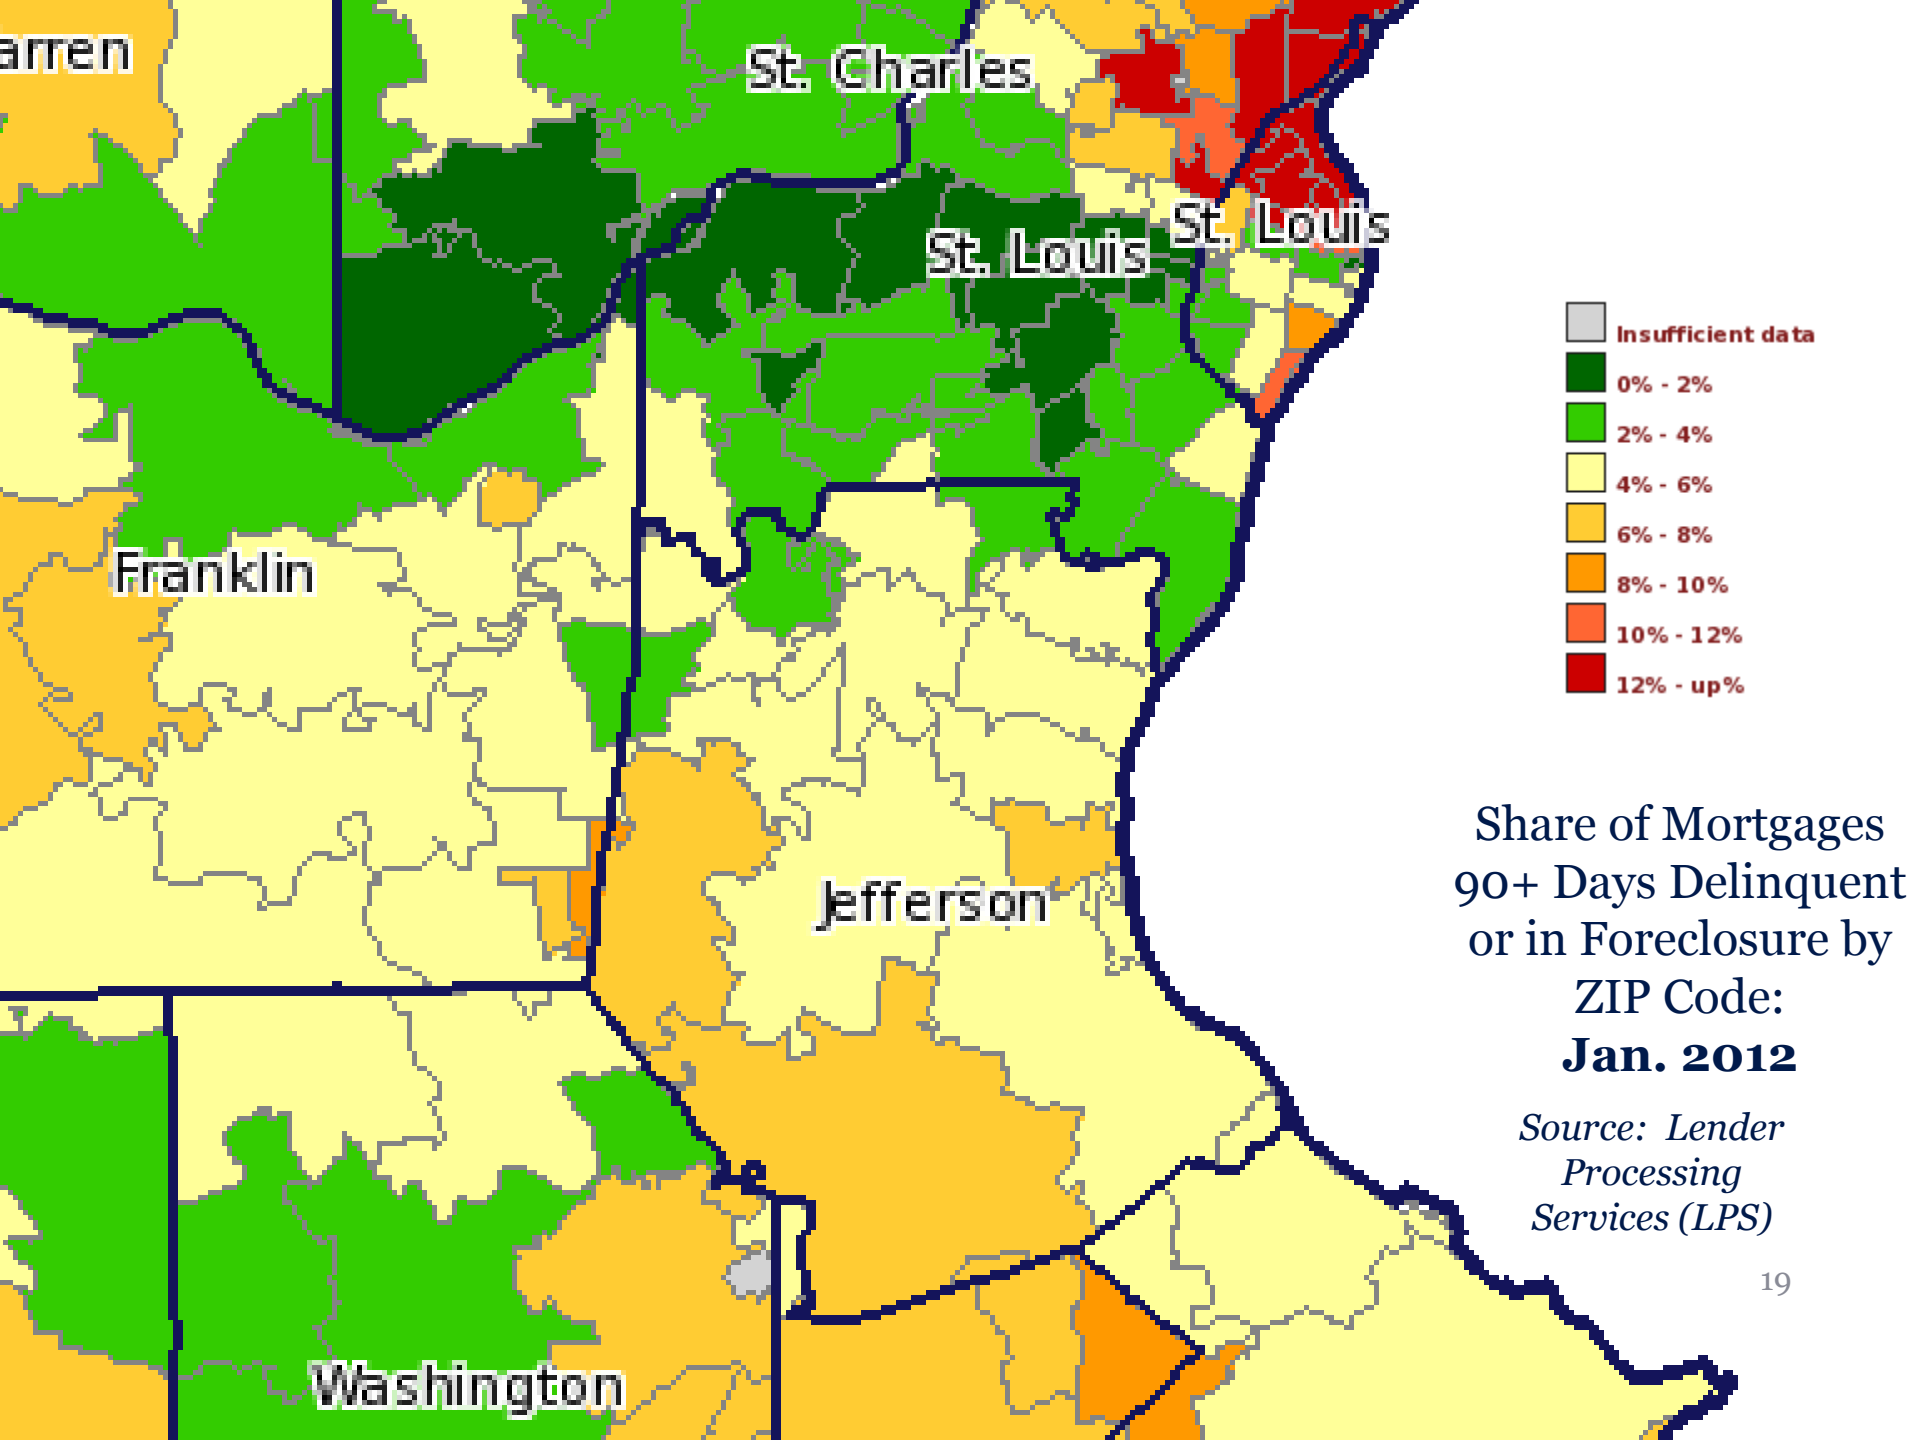 arren
St. Charles
St. Louis
St. Louis
Franklin
Jefferson
Washington
Insufficient data
0% - 2%
2% - 4%
4% - 6%
6% - 8%
8% - 10%
10% - 12%
12% - up%
Share of Mortgages
90+ Days Delinquent
or in Foreclosure by
ZIP Code:
Jan. 2012
Source:  Lender
Processing
Services (LPS)
19